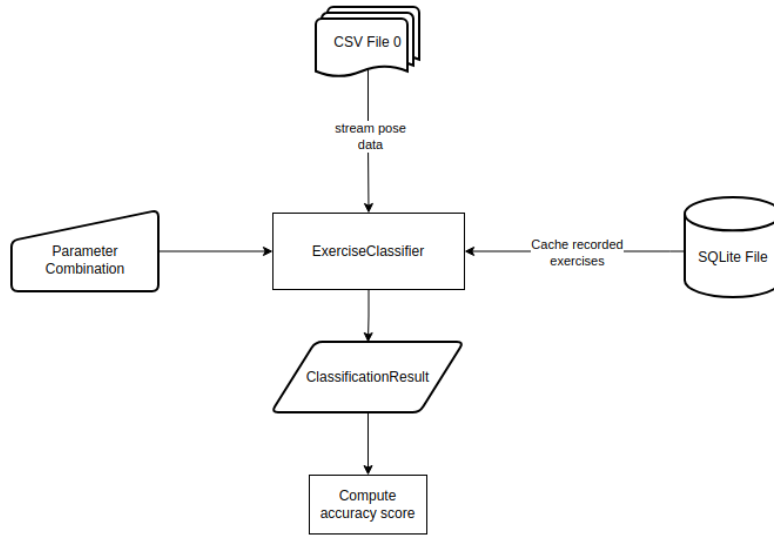 CSV File 0
stream pose
data
Parameter
Combination
ExerciseClassifier
Cache recorded
exercises
SQLite File
ClassificationResult
Compute
accuracy score